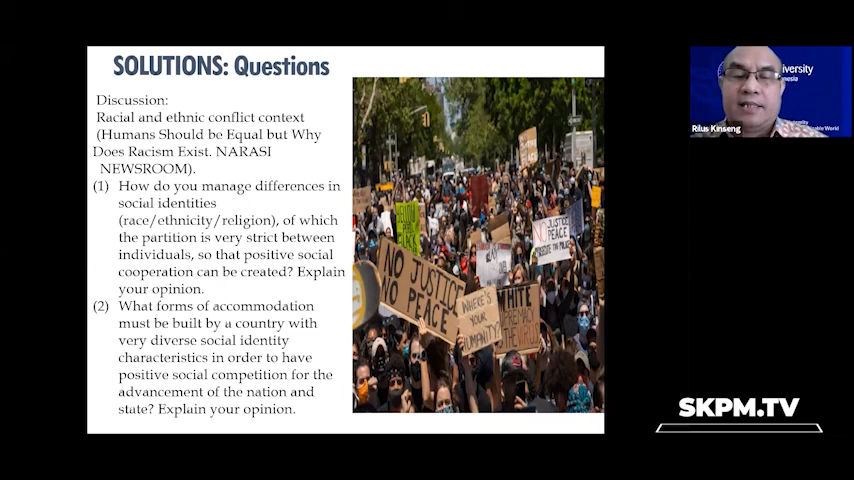 SOLUTIONS: Questions
Discussion:
Racial and ethnic conflict context
(Humans Should be Equal but Why
Does Racism Exist. NARASI
NEWSROOM).
(1) How do you manage differences in
social identities
(race/ethnicity/religion), of which
the partition is very strict between
individuals, so that positive social
cooperation can be created? Explain
your opinion.
(2) What forms of accommodation
must be built by a country with
very diverse social identity
characteristics in order to have
positive social competition for the
advancement of the nation and
state? Explain your opinion.
NO JUSTICE
NO PEACE
WHERE'S
YOUR
HUMANITY?
WHITE
NO JUSTICE
PEACE
iversity
nesia
Rilus Kinseng
SKPM.TV